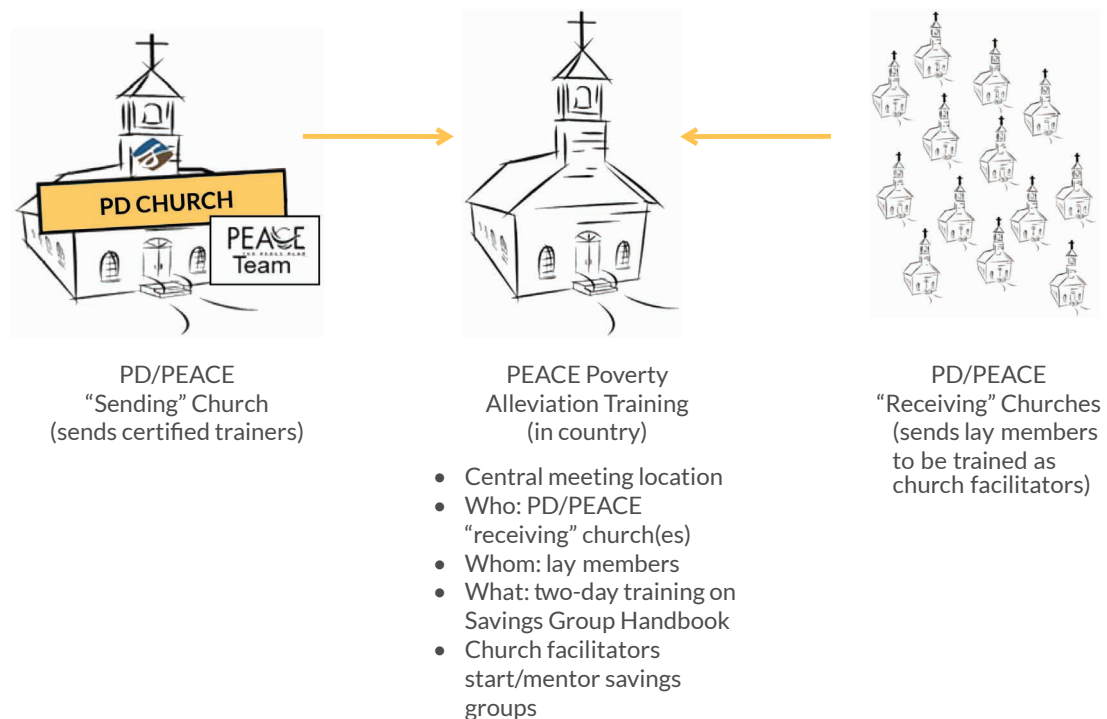 PD CHURCH
PEACE
THE PEACE PLAN
Team
PD/PEACE
“Sending” Church
(sends certified trainers)
PEACE Poverty
Alleviation Training
(in country)
• Central meeting location
• Who: PD/PEACE
“receiving” church(es)
• Whom: lay members
• What: two-day training on
Savings Group Handbook
• Church facilitators
start/mentor savings
groups
PD/PEACE
“Receiving” Churches
(sends lay members
to be trained as
church facilitators)